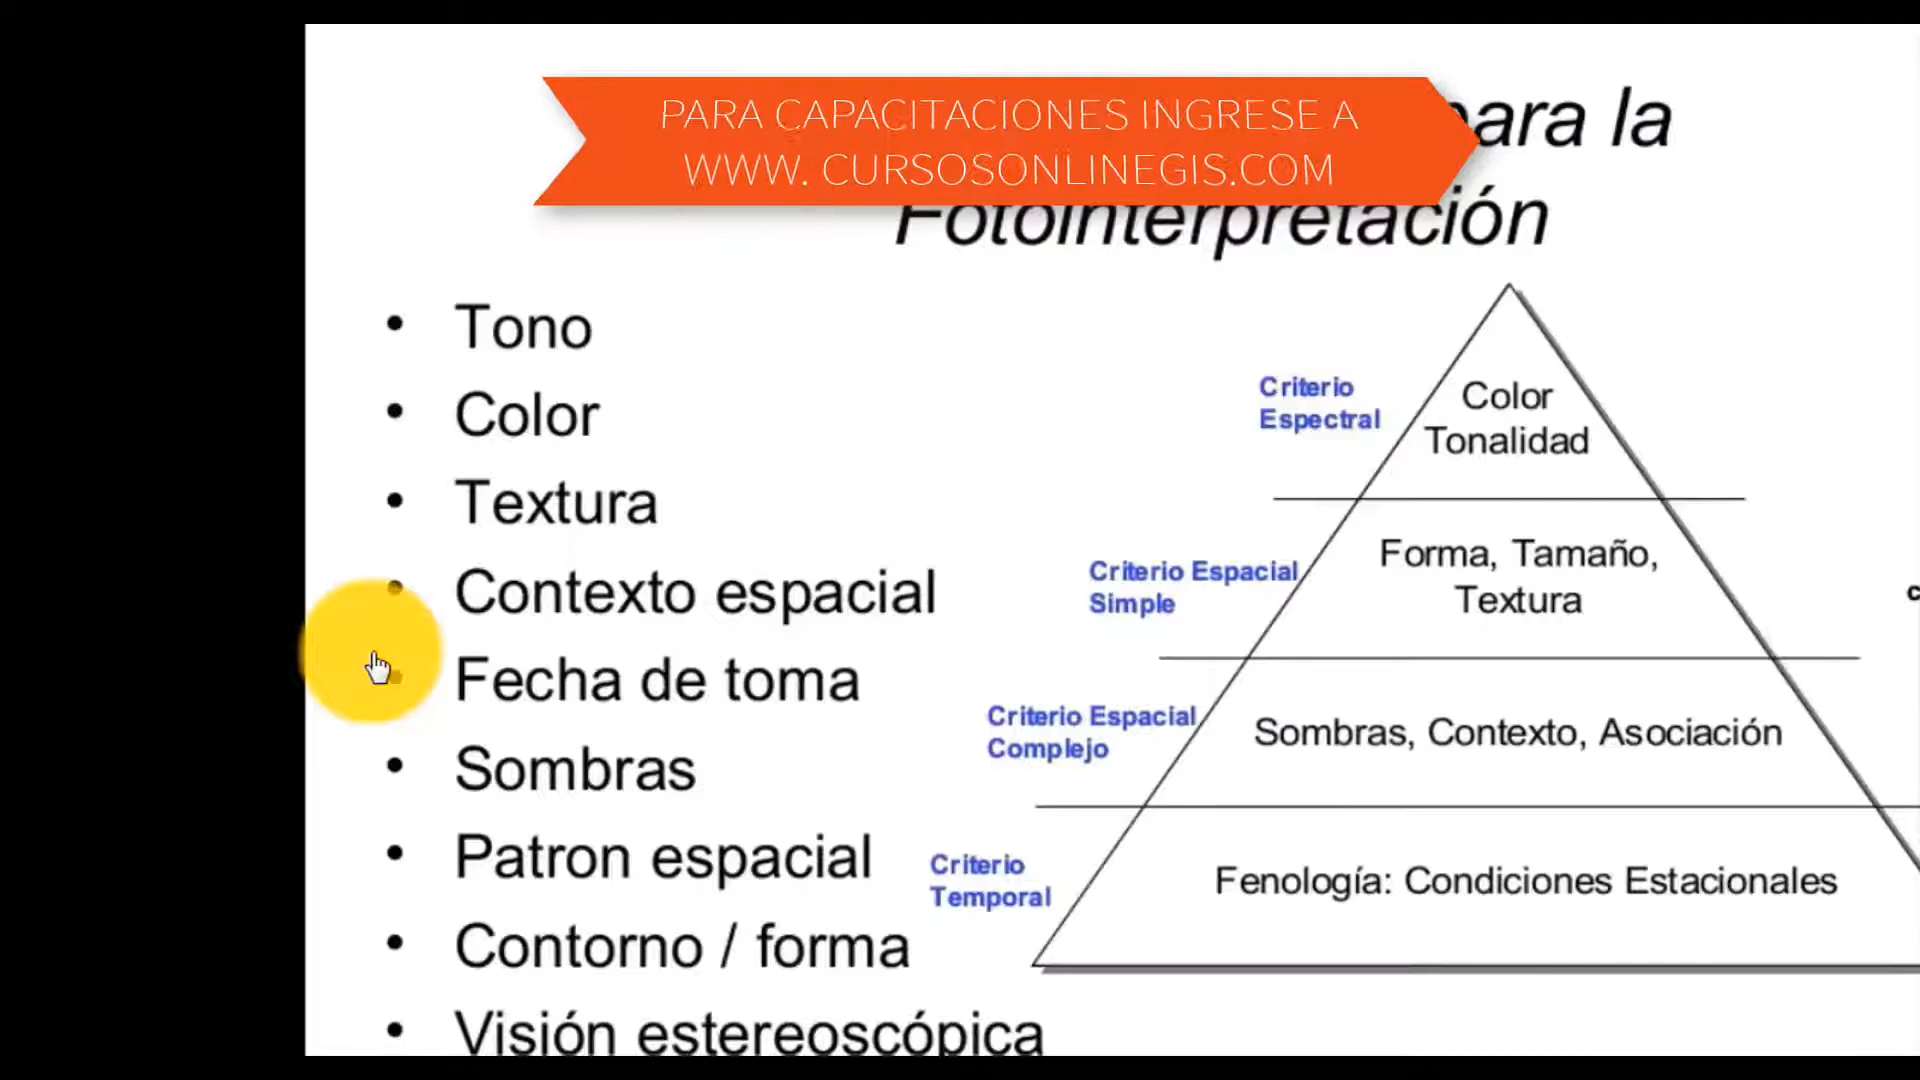 PARA CAPACITACIONES INGRESE A
WWW. CURSOSONLINEGIS.COM
para la
Fotointerpretación
• Tono
• Color
• Textura
• Contexto espacial
• Fecha de toma
• Sombras
• Patron espacial
• Contorno / forma
• Visión estereoscópica
Criterio
Espectral
Color
Tonalidad
Criterio Espacial
Simple
Forma, Tamaño,
Textura
Criterio Espacial
Complejo
Sombras, Contexto, Asociación
Criterio
Temporal
Fenología: Condiciones Estacionales